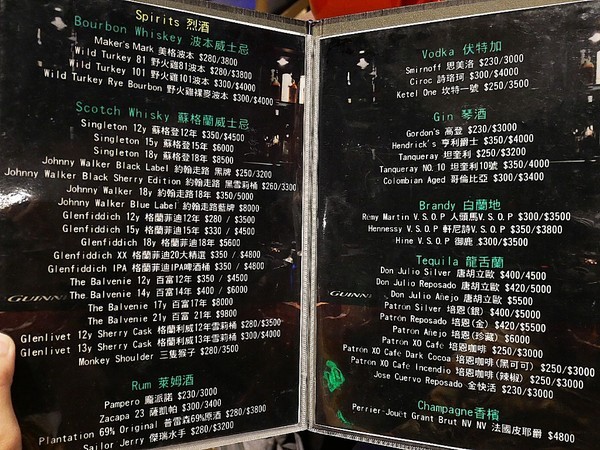 Spirits 烈酒
Bourbon Whiskey 波本威士忌
Maker's Mark 美格波本 $280/3800
Wild Turkey 81 野火雞81波本 $280/$3800
Wild Turkey 101 野火雞101波本 $300/$4000
Wild Turkey Rye Bourbon 野火雞裸麥波本 $300/$4000
Scotch Whisky 蘇格蘭威士忌
Singleton 12y 蘇格登12年 $350/$4500
Singleton 15y 蘇格登15年 $6000
Singleton 18y 蘇格登18年 $8500
Johnny Walker Black Label 約翰走路 黑牌 $250/3200
Johnny Walker Black Sherry Edition 約翰走路 黑雪莉桶 $260/3300
Johnny Walker 18y 約翰走路18年 $350/5000
Johnny Walker Blue Label 約翰走路藍牌 $8000
Glenfiddich 12y 格蘭菲迪12年 $280 / $3500
Glenfiddich 15y 格蘭菲迪15年 $330 / $4500
Glenfiddich 18y 格蘭菲迪18年 $5600
Glenfiddich XX 格蘭菲迪20大精選 $350 / $4800
Glenfiddich IPA 格蘭菲迪IPA啤酒桶 $350 / $4800
The Balvenie 12y 百富12年 $350 / $4500
The Balvenie 14y 百富14年 $400 / $6000
The Balvenie 17y 百富17年 $8000
The Balvenie 21y 百富 21年 $9800
Glenlivet 12y Sherry Cask 格蘭利威12年雪莉桶 $280/$3500
Glenlivet 13y Sherry Cask 格蘭利威13年雪莉桶 $300/$4000
Monkey Shoulder 三隻猴子 $280/3500
Rum 萊姆酒
Pampero 龐派諾 $230/3000
Zacapa 23 薩凱帕 $300/3400
Plantation 69% Original 普雷森69%原酒 $280/$3800
Sailor Jerry 傑瑞水手 $280/3200
GUINN
Vodka 伏特加
Smirnoff 思美洛 $230/3000
Ciroc 詩珞珂 $300/$4000
Ketel One 坎特一號 $250/3500
Gin 琴酒
Gordon's 高登 $230/$3000
Hendrick's 亨利爵士 $350/$4000
Tanqueray 坦奎利 $250/$3200
Tanqueray NO.10 坦奎利10號 $350/4000
Colombian Aged 哥倫比亞 $300/$3400
Brandy 白蘭地
Remy Martin V.S.O.P 人頭馬V.S.O.P $300/$3500
Hennessy V.S.O.P 軒尼詩V.S.O.P $350/$3800
Hine V.S.O.P 御鹿 $300/$3500
Tequila 龍舌蘭
Don Julio Silver 唐胡立歐 $400/4500
Don Julio Reposado 唐胡立歐 $420/5000
Don Julio Añejo 唐胡立歐 $5500
Patrón Silver 培恩(銀) $400/$5000
Patrón Reposado 培恩(金) $420/$5500
Patrón Añejo 培恩(珍藏) $6000
Patrón XO Cafe 培恩咖啡 $250/$3000
Patrón XO Cafe Dark Cocoa 培恩咖啡(黑可可) $250/$3000
Patrón XO Cafe Incendio 培恩咖啡(辣椒) $250/$3000
Jose Cuervo Reposado 金快活 $230/$3000
Champagne香檳
Perrier-Jouët Grant Brut NV NV 法國皮耶爵 $4800
GUINN